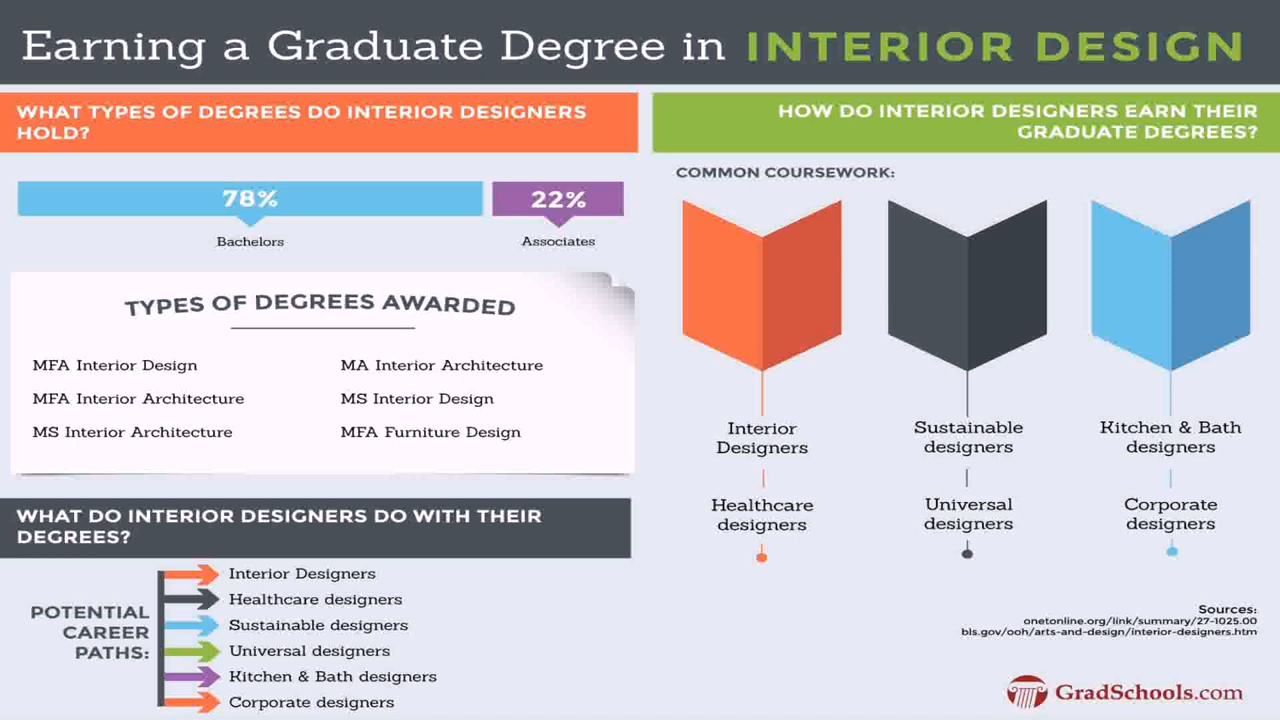 Earning a Graduate Degree in INTERIOR DESIGN
WHAT TYPES OF DEGREES DO INTERIOR DESIGNERS
HOLD?
78%
22%
Bachelors
Associates
TYPES OF DEGREES AWARDED
MFA Interior Design
MFA Interior Architecture
MS Interior Architecture
MA Interior Architecture
MS Interior Design
MFA Furniture Design
WHAT DO INTERIOR DESIGNERS DO WITH THEIR
DEGREES?
POTENTIAL
CAREER
PATHS:
Interior Designers
Healthcare designers
Sustainable designers
Universal designers
Kitchen & Bath designers
Corporate designers
HOW DO INTERIOR DESIGNERS EARN THEIR
GRADUATE DEGREES?
COMMON COURSEWORK:
Interior
Designers
Healthcare
designers
Sustainable
designers
Universal
designers
Kitchen & Bath
designers
Corporate
designers
Sources:
onetonline.org/link/summary/27-1025.00
bls.gov/ooh/arts-and-design/interior-designers.htm
GradSchools.com